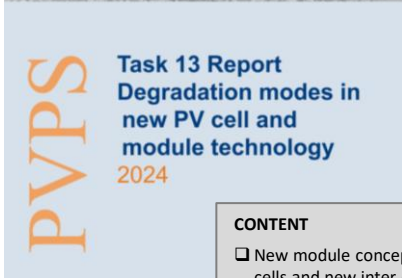 PVPS
Task 13 Report
Degradation modes in
new PV cell and
module technology
2024
CONTENT
❑ New module concep
cells and new inter